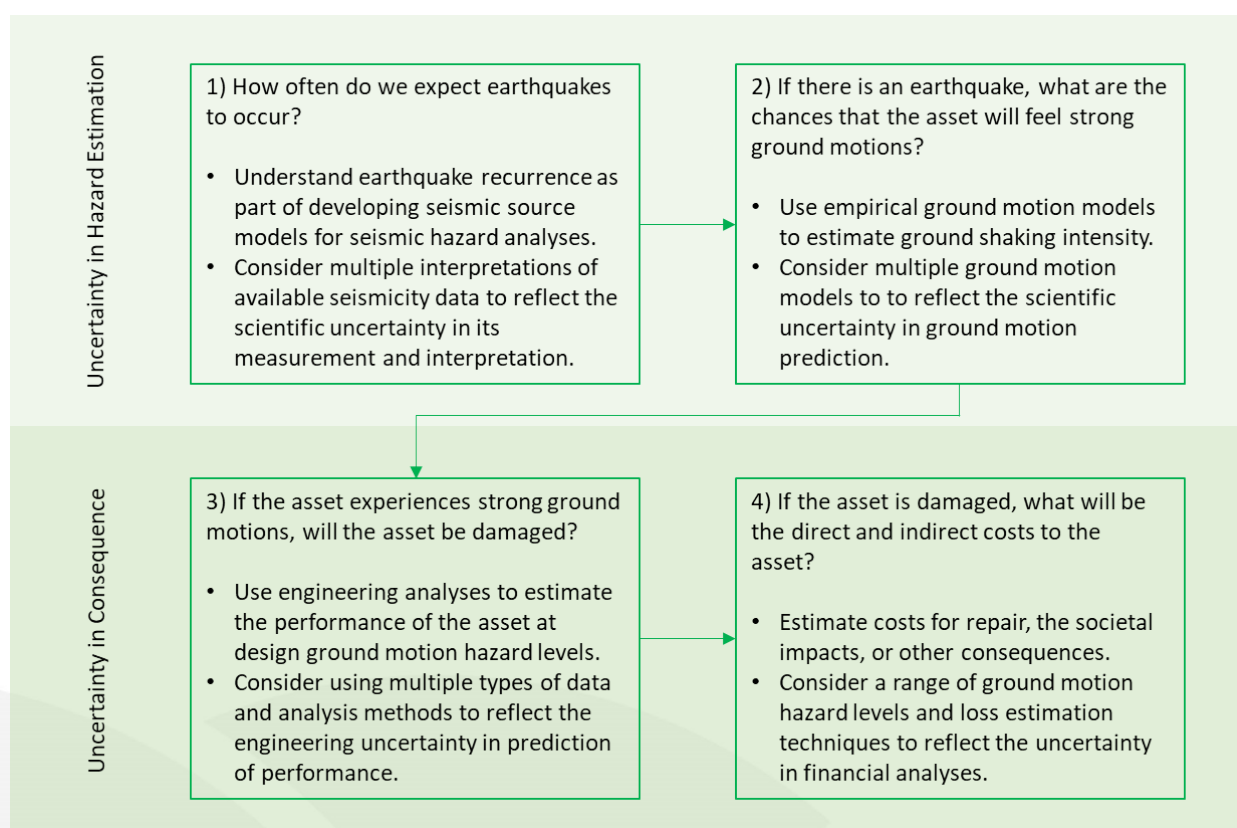 Uncertainty in Hazard Estimation
1) How often do we expect earthquakes
to occur?
• Understand earthquake recurrence as
part of developing seismic source
models for seismic hazard analyses.
• Consider multiple interpretations of
available seismicity data to reflect the
scientific uncertainty in its
measurement and interpretation.
2) If there is an earthquake, what are the
chances that the asset will feel strong
ground motions?
• Use empirical ground motion models
to estimate ground shaking intensity.
• Consider multiple ground motion
models to to reflect the scientific
uncertainty in ground motion
prediction.
Uncertainty in Consequence
3) If the asset experiences strong ground
motions, will the asset be damaged?
• Use engineering analyses to estimate
the performance of the asset at
design ground motion hazard levels.
• Consider using multiple types of data
and analysis methods to reflect the
engineering uncertainty in prediction
of performance.
4) If the asset is damaged, what will be
the direct and indirect costs to the
asset?
• Estimate costs for repair, the societal
impacts, or other consequences.
• Consider a range of ground motion
hazard levels and loss estimation
techniques to reflect the uncertainty
in financial analyses.